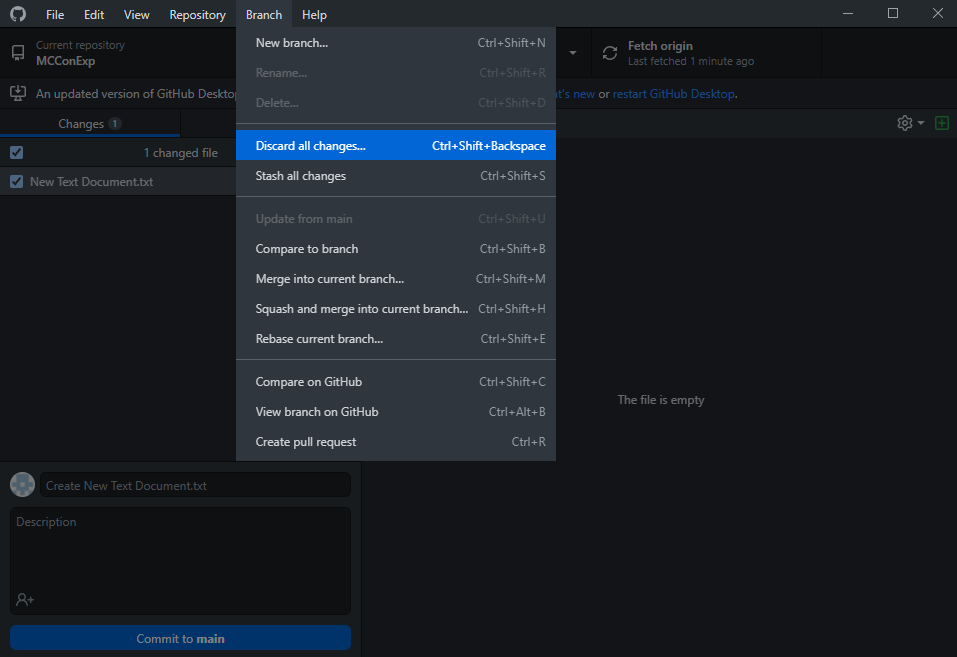 File Edit View Repository Branch Help
Current repository
MCConExp
Fetch origin
Last fetched 1 minute ago
An updated version of GitHub Deskto
t's new or restart GitHub Desktop.
Changes 1
1 changed file
New Text Document.txt
New branch... Ctrl+Shift+N
Rename... Ctrl+Shift+R
Delete... Ctrl+Shift+D
Discard all changes... Ctrl+Shift+Backspace
Stash all changes Ctrl+Shift+S
Update from main Ctrl+Shift+U
Compare to branch Ctrl+Shift+B
Merge into current branch... Ctrl+Shift+M
Squash and merge into current branch... Ctrl+Shift+H
Rebase current branch... Ctrl+Shift+E
Compare on GitHub Ctrl+Shift+C
View branch on GitHub Ctrl+Alt+B
Create pull request Ctrl+R
The file is empty
Create New Text Document.txt
Description
Commit to main